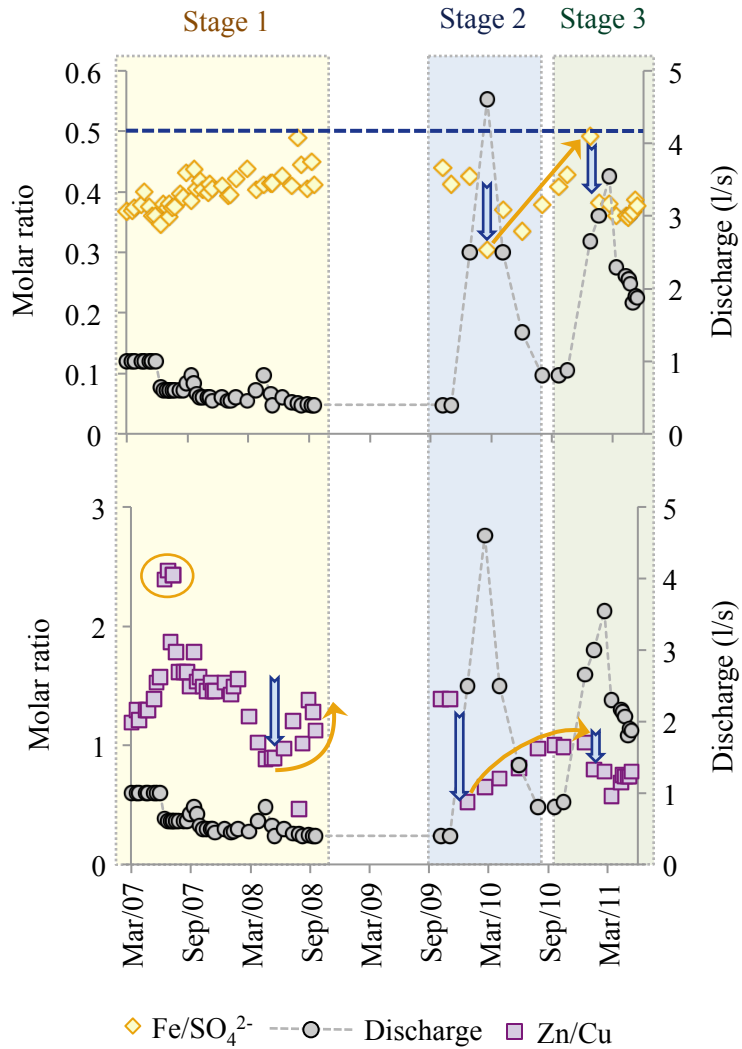 Stage 1 Stage 2 Stage 3
0.6 5
0.5 4
0.4 3
0.3 2
0.2 1
0.1 0
0
Molar ratio
Discharge (l/s)
3 5
2 4
1 3
0 2
1
0
Molar ratio
Discharge (l/s)
Mar/07 Sep/07 Mar/08 Sep/08 Mar/09 Sep/09 Mar/10 Sep/10 Mar/11
Fe/SO₄²⁻ Discharge Zn/Cu